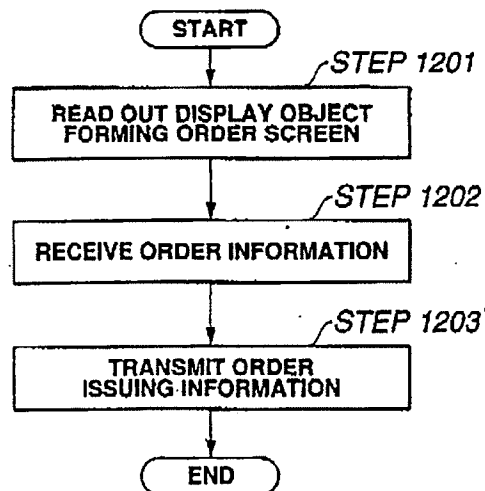 START
STEP 1201
READ OUT DISPLAY OBJECT
FORMING ORDER SCREEN
STEP 1202
RECEIVE ORDER INFORMATION
STEP 1203
TRANSMIT ORDER
ISSUING INFORMATION
END